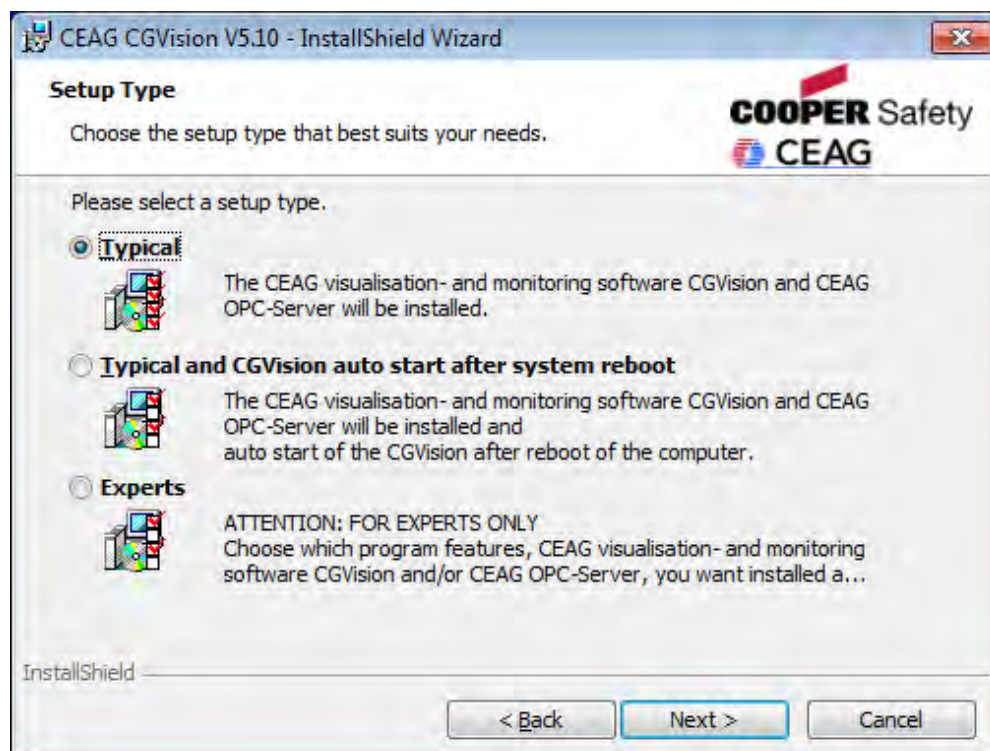 CEAG CGVision V5.10 - InstallShield Wizard
Setup Type
Choose the setup type that best suits your needs.
COOPER Safety
CEAG
Please select a setup type.
Typical
The CEAG visualisation- and monitoring software CGVision and CEAG
OPC-Server will be installed.
Typical and CGVision auto start after system reboot
The CEAG visualisation- and monitoring software CGVision and CEAG
OPC-Server will be installed and
auto start of the CGVision after reboot of the computer.
Experts
ATTENTION: FOR EXPERTS ONLY
Choose which program features, CEAG visualisation- and monitoring
software CGVision and/or CEAG OPC-Server, you want installed a...
InstallShield
< Back Next > Cancel